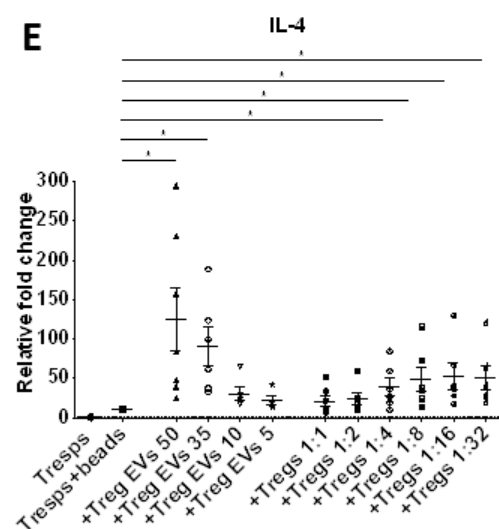 E
IL-4
*
*
*
*
*
*
Relative fold change
300
250
200
150
100
50
0
Tresps
Tresps+beads
+Treg EVs 50
+Treg EVs 35
+Treg EVs 10
+Treg EVs 5
+Tregs 1:1
+Tregs 1:2
+Tregs 1:4
+Tregs 1:8
+Tregs 1:16
+Tregs 1:32